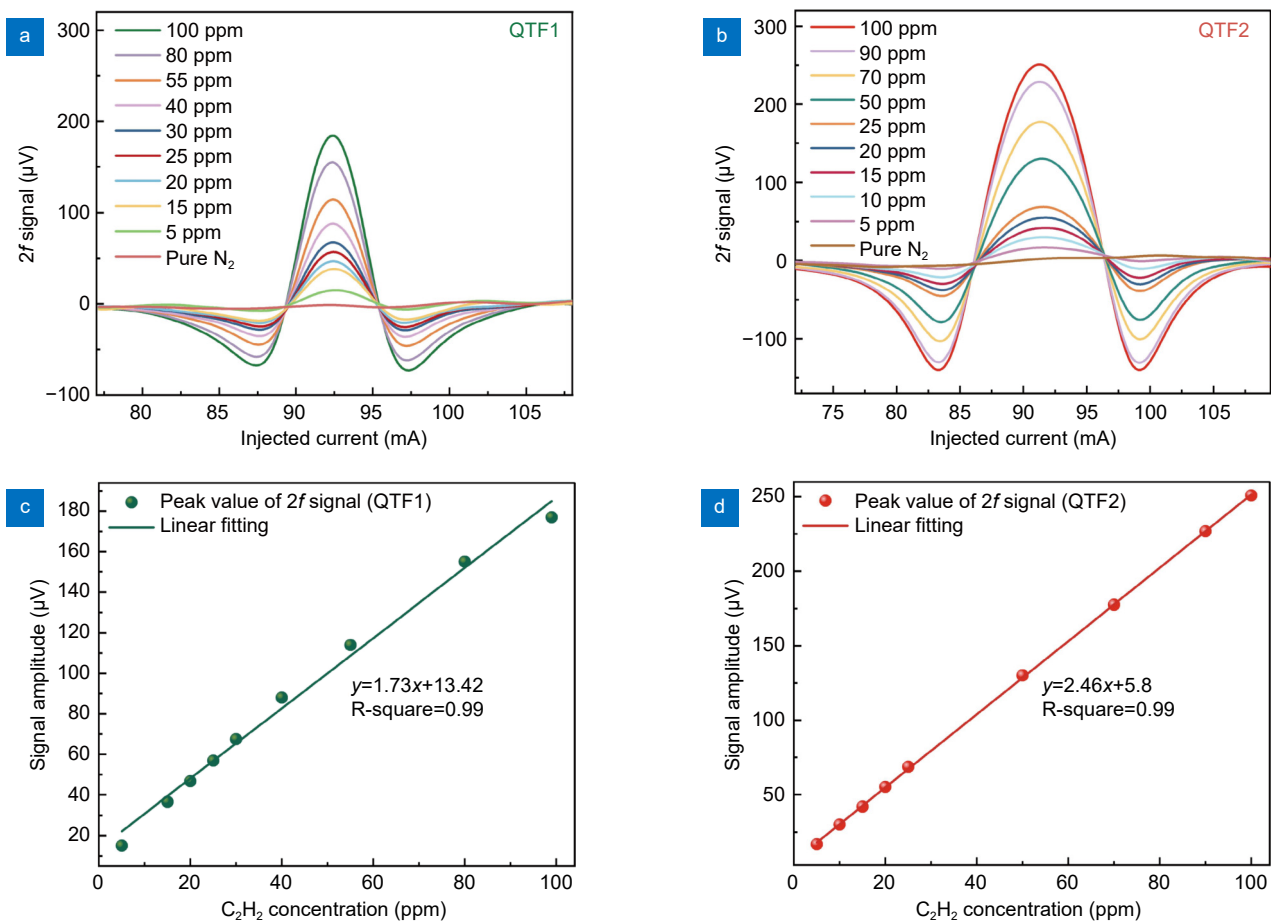 a
QTF1
300
200
100
0
−100
2f signal (μV)
100 ppm
80 ppm
55 ppm
40 ppm
30 ppm
25 ppm
20 ppm
15 ppm
5 ppm
Pure N₂
80 85 90 95 100 105
Injected current (mA)
b
QTF2
300
200
100
0
−100
2f signal (μV)
100 ppm
90 ppm
70 ppm
50 ppm
25 ppm
20 ppm
15 ppm
10 ppm
5 ppm
Pure N₂
75 80 85 90 95 100 105
Injected current (mA)
c
Peak value of 2f signal (QTF1)
Linear fitting
180
160
140
120
100
80
60
40
20
Signal amplitude (μV)
y=1.73x+13.42
R-square=0.99
0 20 40 60 80 100
C₂H₂ concentration (ppm)
d
Peak value of 2f signal (QTF2)
Linear fitting
250
200
150
100
50
Signal amplitude (μV)
y=2.46x+5.8
R-square=0.99
0 20 40 60 80 100
C₂H₂ concentration (ppm)